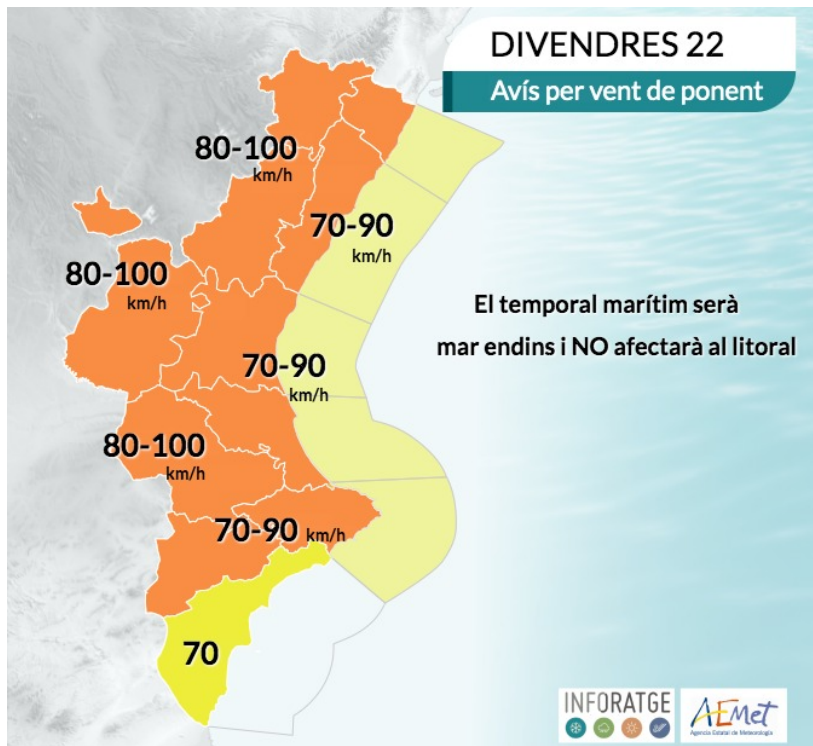 DIVENDRES 22
Avís per vent de ponent
80-100
km/h
70-90
km/h
80-100
km/h
El temporal marítim serà
mar endins i NO afectarà al litoral
70-90
km/h
80-100
km/h
70-90 km/h
70
INFORATGE
AEMet
Agencia Estatal de Meteorología